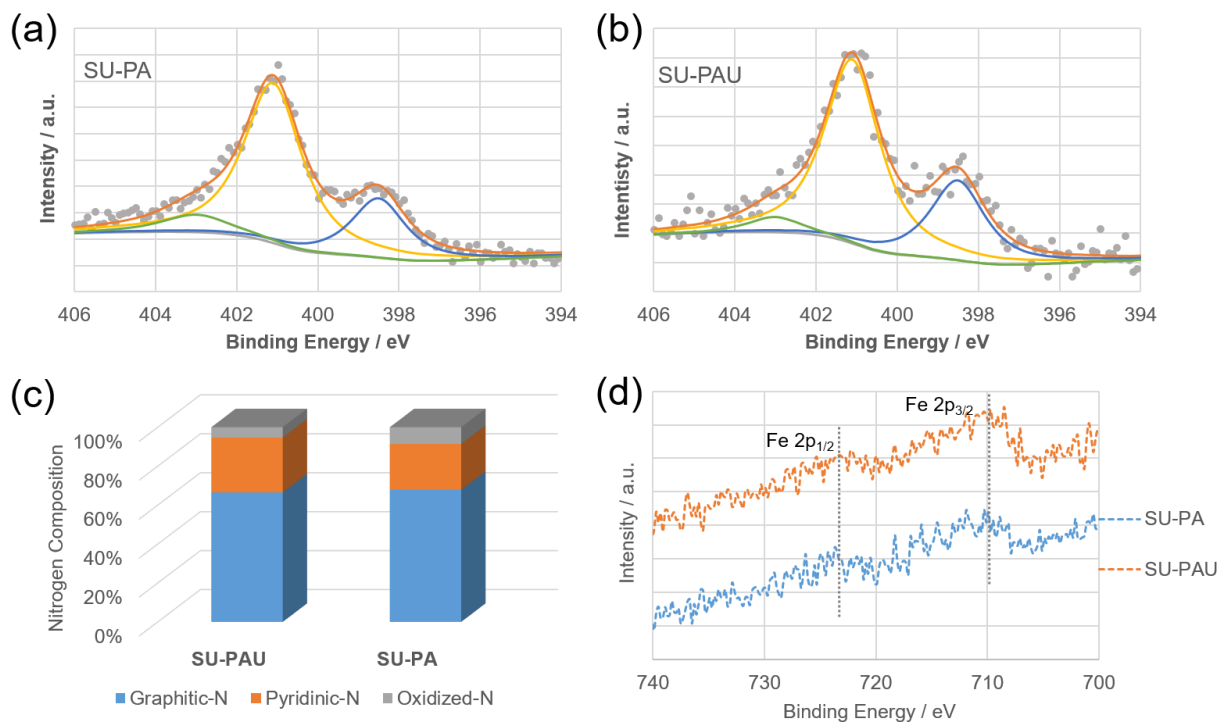 (a)
SU-PA
Intensity / a.u.
406 404 402 400 398 396 394
Binding Energy / eV
(b)
SU-PAU
Intentisty / a.u.
406 404 402 400 398 396 394
Binding Energy / eV
(c)
Nitrogen Composition
100%
80%
60%
40%
20%
0%
SU-PAU SU-PA
Graphitic-N Pyridinic-N Oxidized-N
(d)
Fe 2p3/2
Fe 2p1/2
Intensity / a.u.
SU-PA
SU-PAU
740 730 720 710 700
Binding Energy / eV